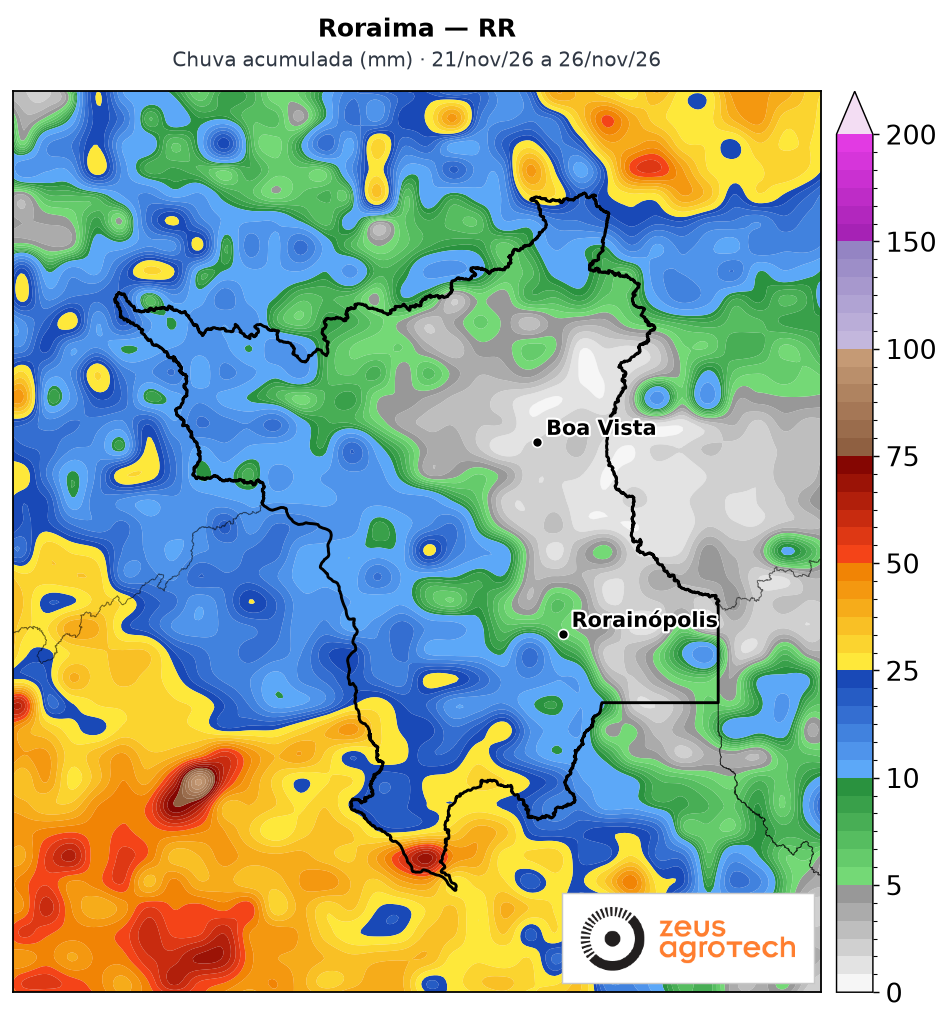 Roraima — RR
Chuva acumulada (mm) · 21/nov/26 a 26/nov/26
200
150
100
75
50
25
10
5
0
Boa Vista
Rorainópolis
zeus
agrotech